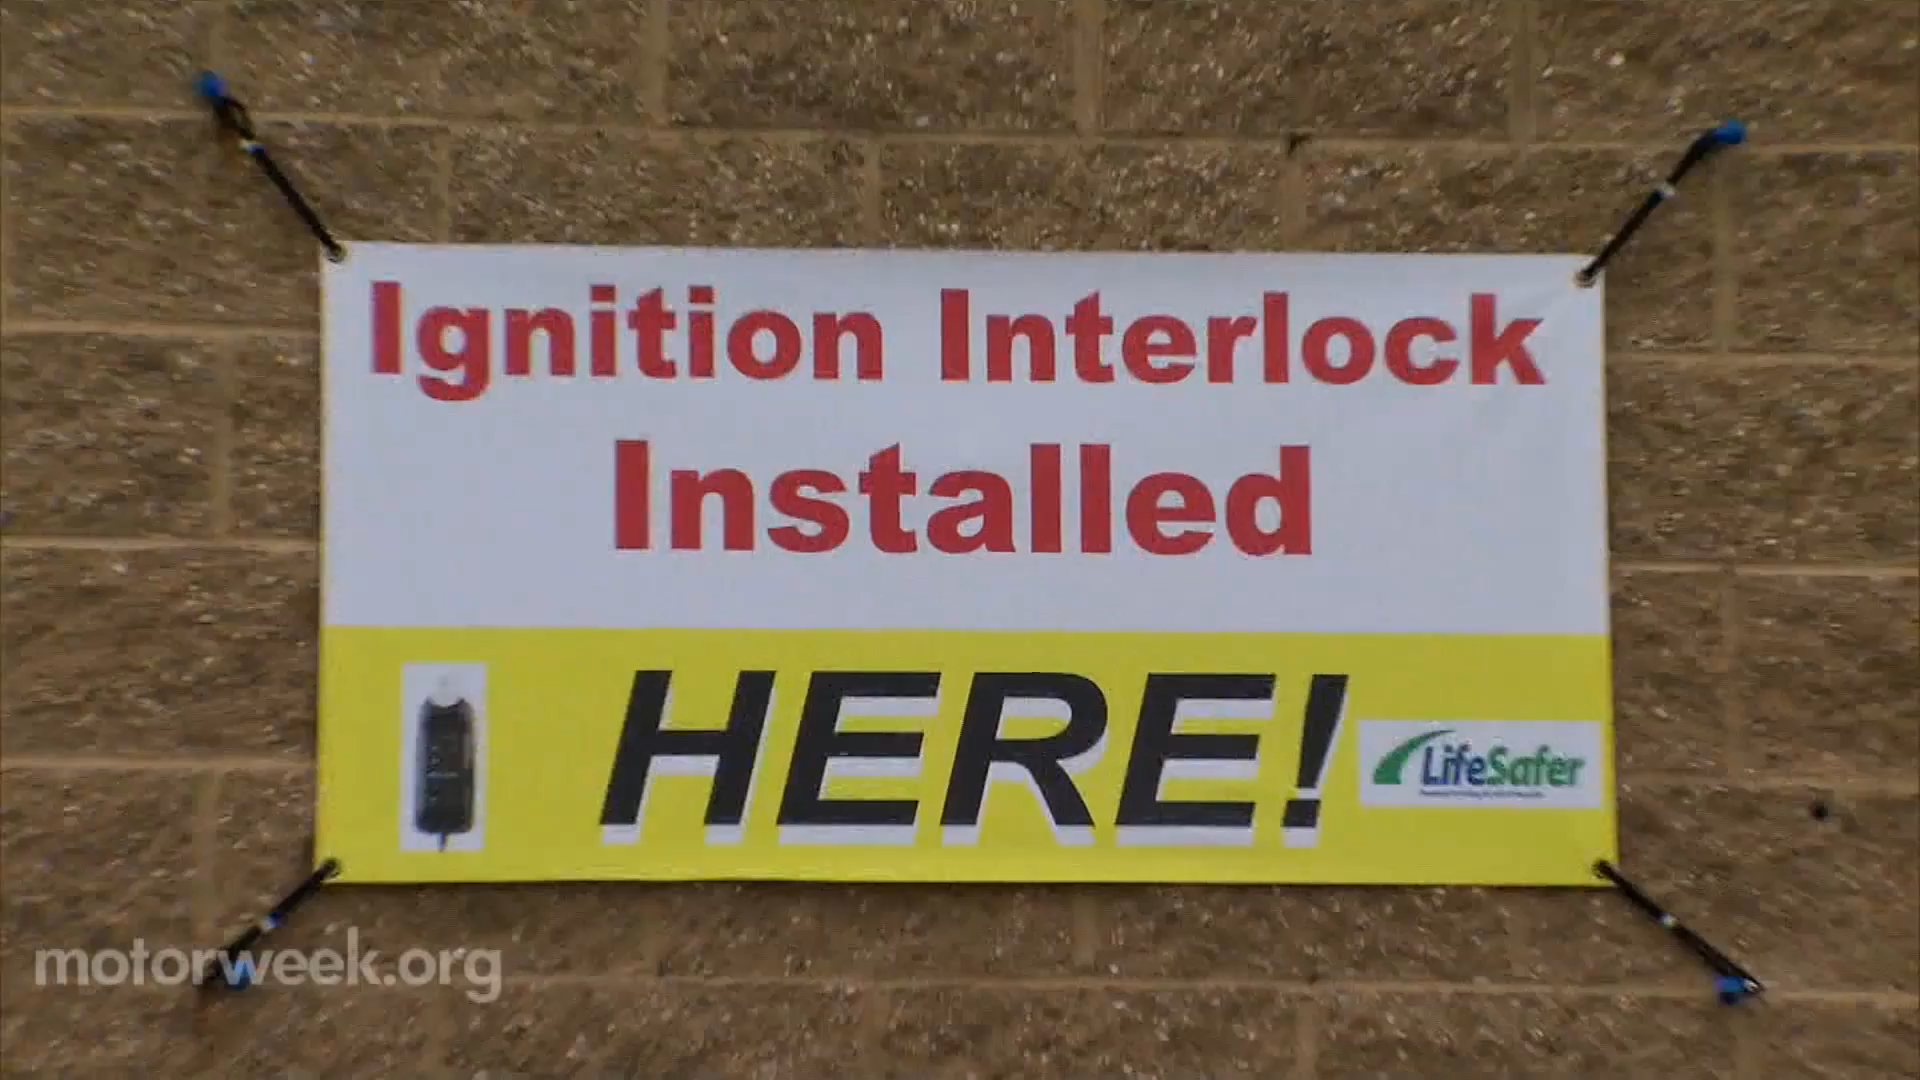 Ignition Interlock
Installed
HERE!
LifeSafer
motorweek.org